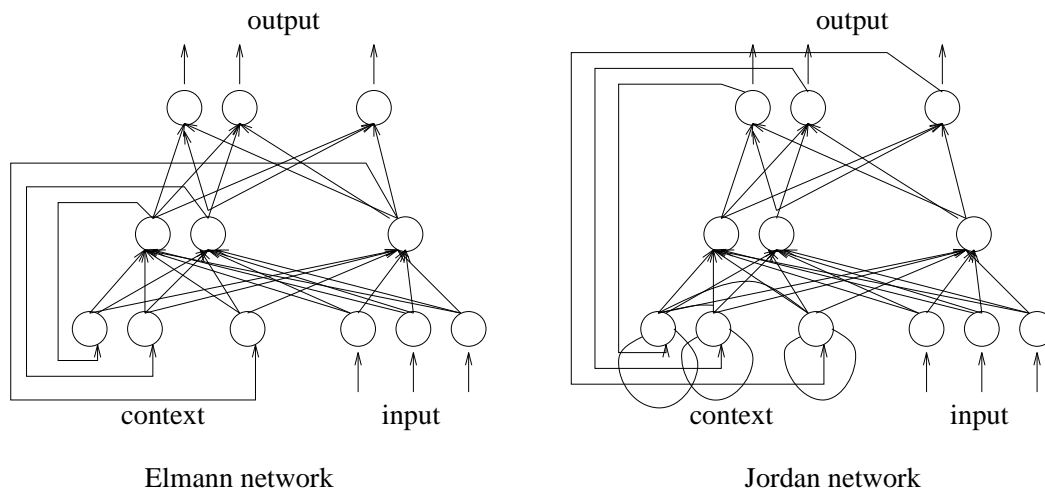 output
output
context
input
context
input
Elmann network
Jordan network